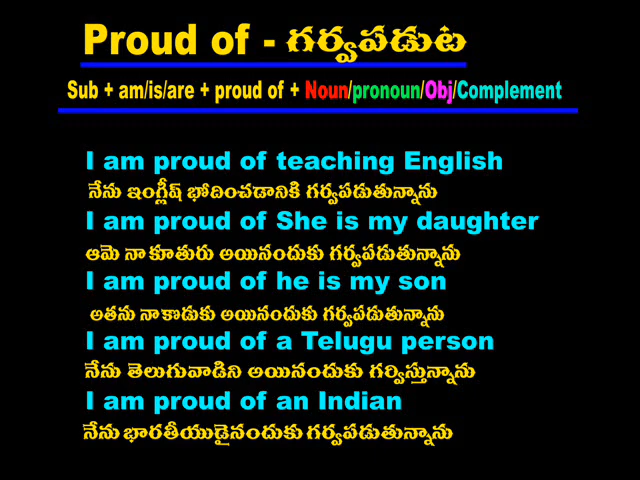 Proud of - గర్వపడుట
Sub + am/is/are + proud of + Noun/pronoun/Obj/Complement
I am proud of teaching English
నేను ఇంగ్లీష్ భోదించడానికి గర్వపడుతున్నాను
I am proud of She is my daughter
ఆమె నా కూతురు అయినందుకు గర్వపడుతున్నాను
I am proud of he is my son
అతను నా కొడుకు అయినందుకు గర్వపడుతున్నాను
I am proud of a Telugu person
నేను తెలుగువాడిని అయినందుకు గర్విస్తున్నాను
I am proud of an Indian
నేను భారతీయుడైనందుకు గర్వపడుతున్నాను